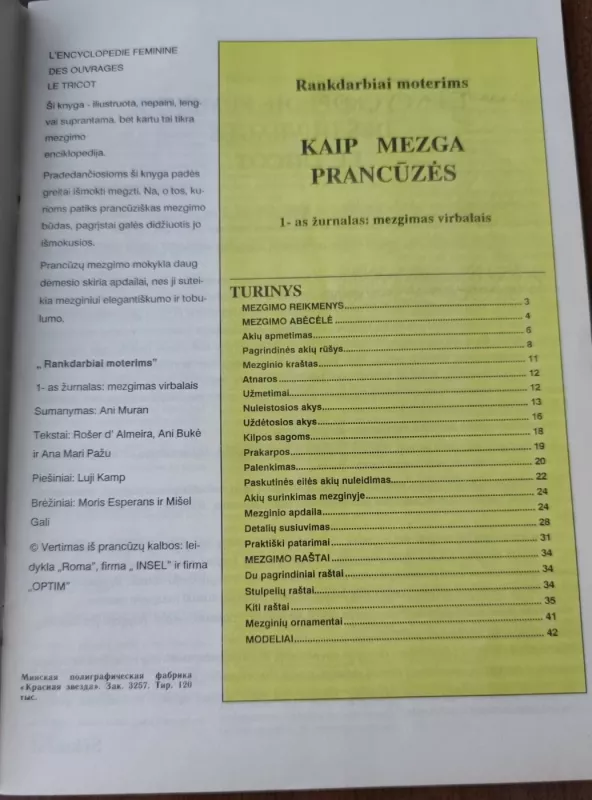 L'ENCYCLOPEDIE FEMININE
DES OUVRAGES
LE TRICOT
Ši knyga - iliustruota, nepaini, leng-
vai suprantama, bet kartu tai tikra
mezgimo
enciklopedija.
Pradedančiosioms ši knyga padės
greitai išmokti megzti. Na, o tos, ku-
rioms patiks prancūziškas mezgimo
būdas, pagrįstai galės didžiuotis jo
išmokusios.
Prancūzų mezgimo mokykla daug
dėmesio skiria apdailai, nes ji sutei-
kia mezginiui elegantiškumo ir tobu-
lumo.
„Rankdarbiai moterims"
1- as žurnalas: mezgimas virbalais
Sumanymas: Ani Muran
Tekstai: Rošer d' Almeira, Ani Bukė
ir Ana Mari Pažu
Piešiniai: Luji Kamp
Brėžiniai: Moris Esperans ir Mišel
Gali
© Vertimas iš prancūzų kalbos: lei-
dykla „Roma", firma „ INSEL" ir firma
„OPTIM"
Минская полиграфическая фабрика
«Красная звезда». Зак. 3257. Тир. 120
тыс.
Rankdarbiai moterims
KAIP MEZGA
PRANCŪZĖS
1- as žurnalas: mezgimas virbalais
TURINYS
MEZGIMO REIKMENYS 3
MEZGIMO ABĖCĖLĖ 4
Akių apmetimas 6
Pagrindinės akių rūšys 8
Mezginio kraštas 11
Atnaros 12
Užmetimai 12
Nuleistosios akys 13
Uždėtosios akys 16
Kilpos sagoms 18
Prakarpos 19
Palenkimas 20
Paskutinės eilės akių nuleidimas 22
Akių surinkimas mezginyje 24
Mezginio apdaila 24
Detalių susiuvimas 28
Praktiški patarimai 31
MEZGIMO RAŠTAI 34
Du pagrindiniai raštai 34
Stulpelių raštai 34
Kiti raštai 35
Mezginių ornamentai 41
MODELIAI 42